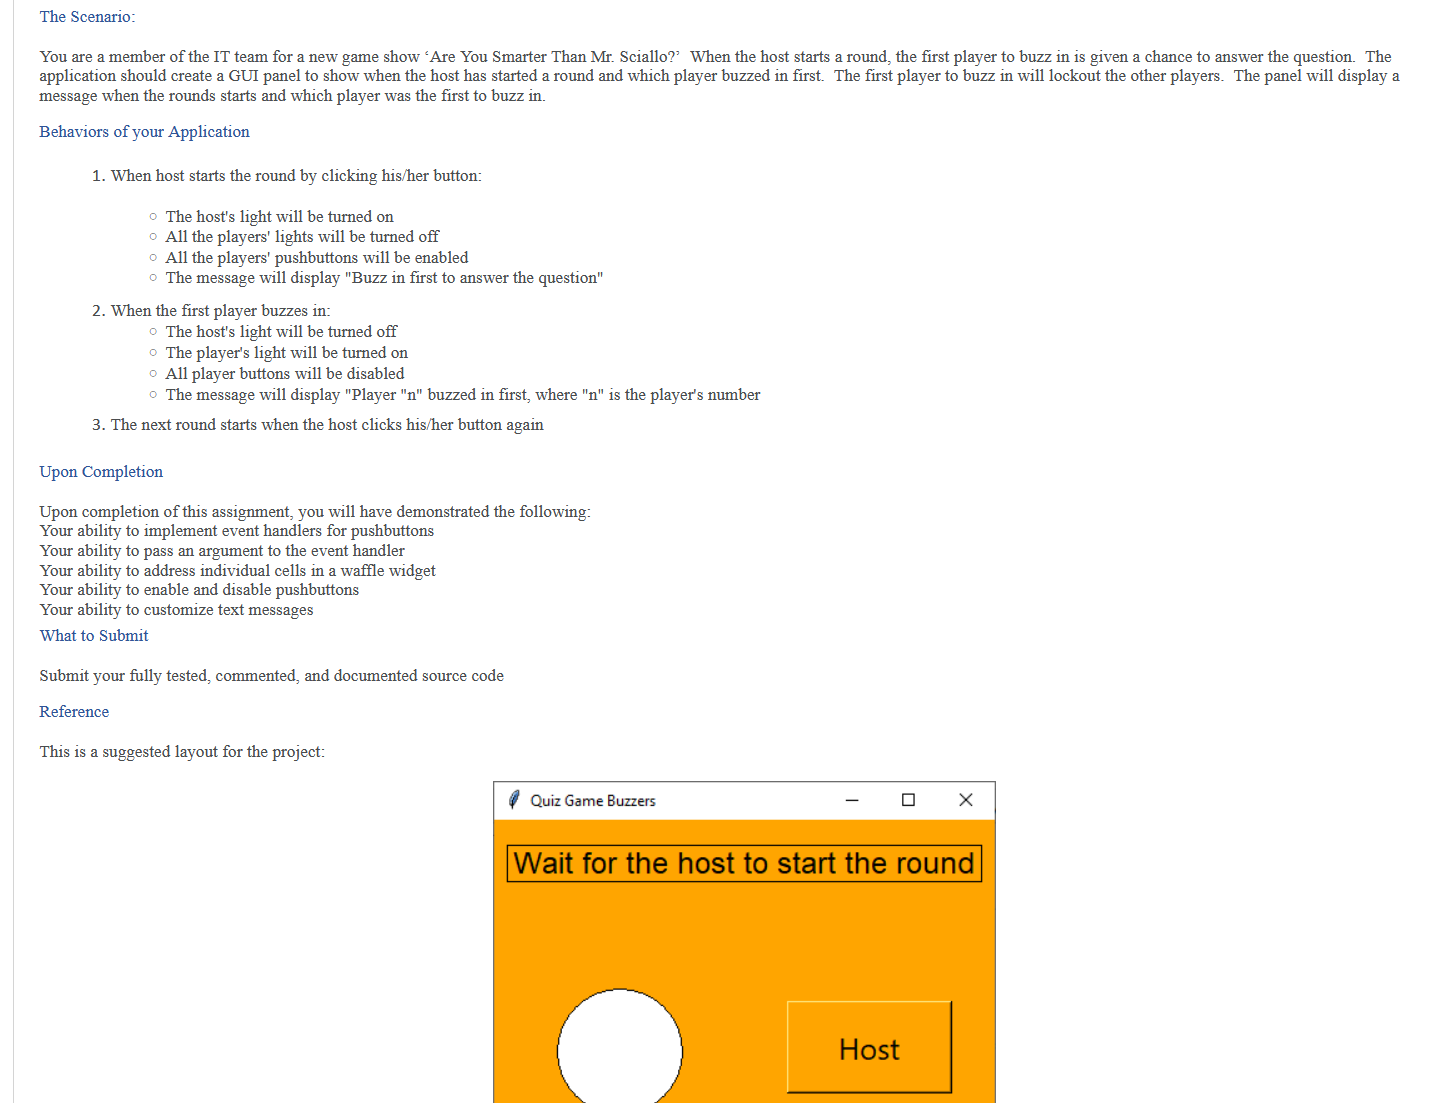 The Scenario:
You are a member of the IT team for a new game show ‘Are You Smarter Than Mr. Sciallo?’  When the host starts a round, the first player to buzz in is given a chance to answer the question.  The
application should create a GUI panel to show when the host has started a round and which player buzzed in first.  The first player to buzz in will lockout the other players.  The panel will display a
message when the rounds starts and which player was the first to buzz in.
Behaviors of your Application
1. When host starts the round by clicking his/her button:
○ The host's light will be turned on
○ All the players' lights will be turned off
○ All the players' pushbuttons will be enabled
○ The message will display "Buzz in first to answer the question"
2. When the first player buzzes in:
○ The host's light will be turned off
○ The player's light will be turned on
○ All player buttons will be disabled
○ The message will display "Player "n" buzzed in first, where "n" is the player's number
3. The next round starts when the host clicks his/her button again
Upon Completion
Upon completion of this assignment, you will have demonstrated the following:
Your ability to implement event handlers for pushbuttons
Your ability to pass an argument to the event handler
Your ability to address individual cells in a waffle widget
Your ability to enable and disable pushbuttons
Your ability to customize text messages
What to Submit
Submit your fully tested, commented, and documented source code
Reference
This is a suggested layout for the project:
Quiz Game Buzzers
Wait for the host to start the round
Host